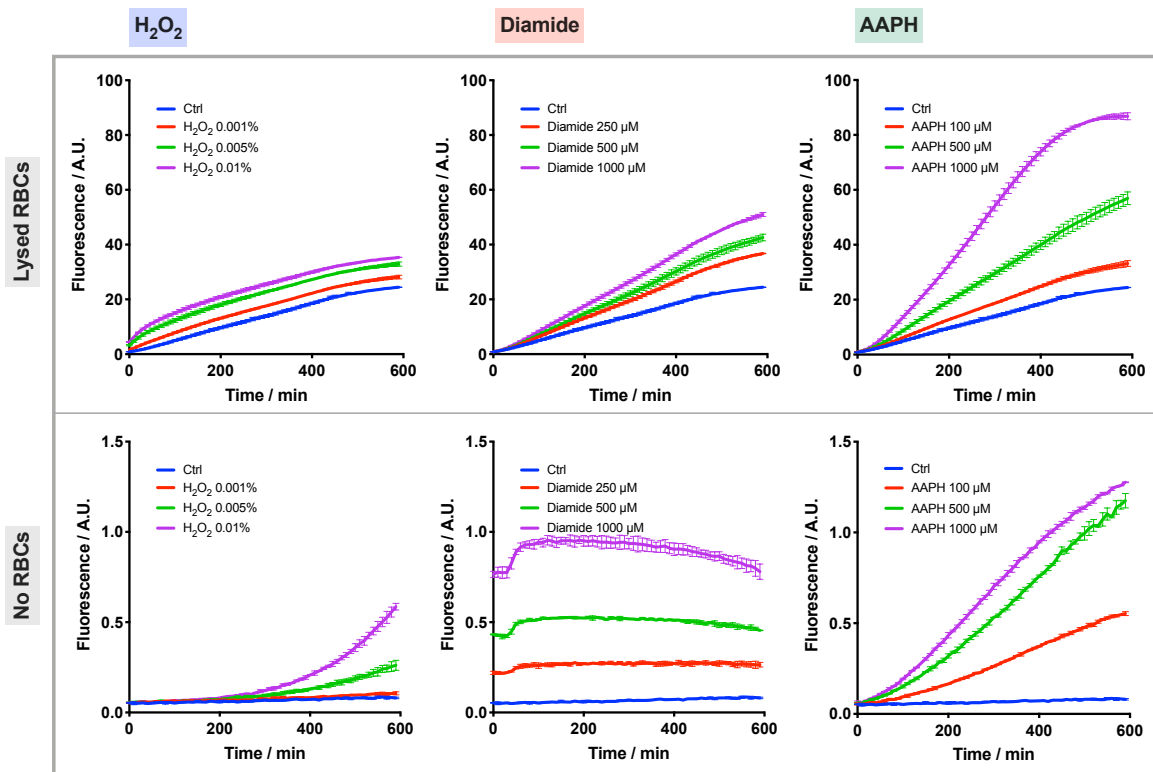 H₂O₂
Diamide
AAPH
Lysed RBCs
Fluorescence / A.U.
100
80
60
40
20
0
Ctrl
H₂O₂ 0.001%
H₂O₂ 0.005%
H₂O₂ 0.01%
0 200 400 600
Time / min
Fluorescence / A.U.
100
80
60
40
20
0
Ctrl
Diamide 250 µM
Diamide 500 µM
Diamide 1000 µM
0 200 400 600
Time / min
Fluorescence / A.U.
100
80
60
40
20
0
Ctrl
AAPH 100 µM
AAPH 500 µM
AAPH 1000 µM
0 200 400 600
Time / min
No RBCs
Fluorescence / A.U.
1.5
1.0
0.5
0.0
Ctrl
H₂O₂ 0.001%
H₂O₂ 0.005%
H₂O₂ 0.01%
0 200 400 600
Time / min
Fluorescence / A.U.
1.5
1.0
0.5
0.0
Ctrl
Diamide 250 µM
Diamide 500 µM
Diamide 1000 µM
0 200 400 600
Time / min
Fluorescence / A.U.
1.5
1.0
0.5
0.0
Ctrl
AAPH 100 µM
AAPH 500 µM
AAPH 1000 µM
0 200 400 600
Time / min